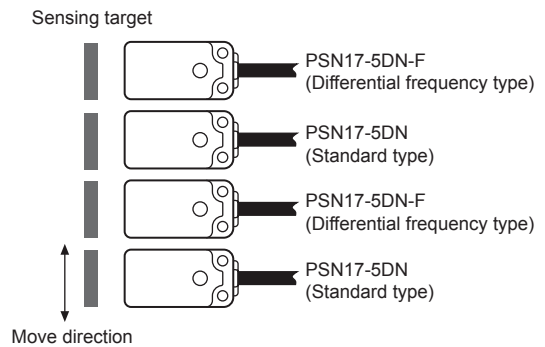 Sensing target
PSN17-5DN-F
(Differential frequency type)
PSN17-5DN
(Standard type)
PSN17-5DN-F
(Differential frequency type)
PSN17-5DN
(Standard type)
Move direction